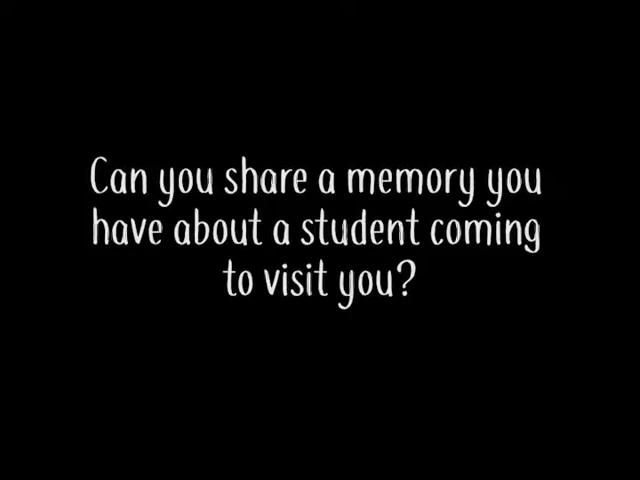 Can you share a memory you
have about a student coming
to visit you?